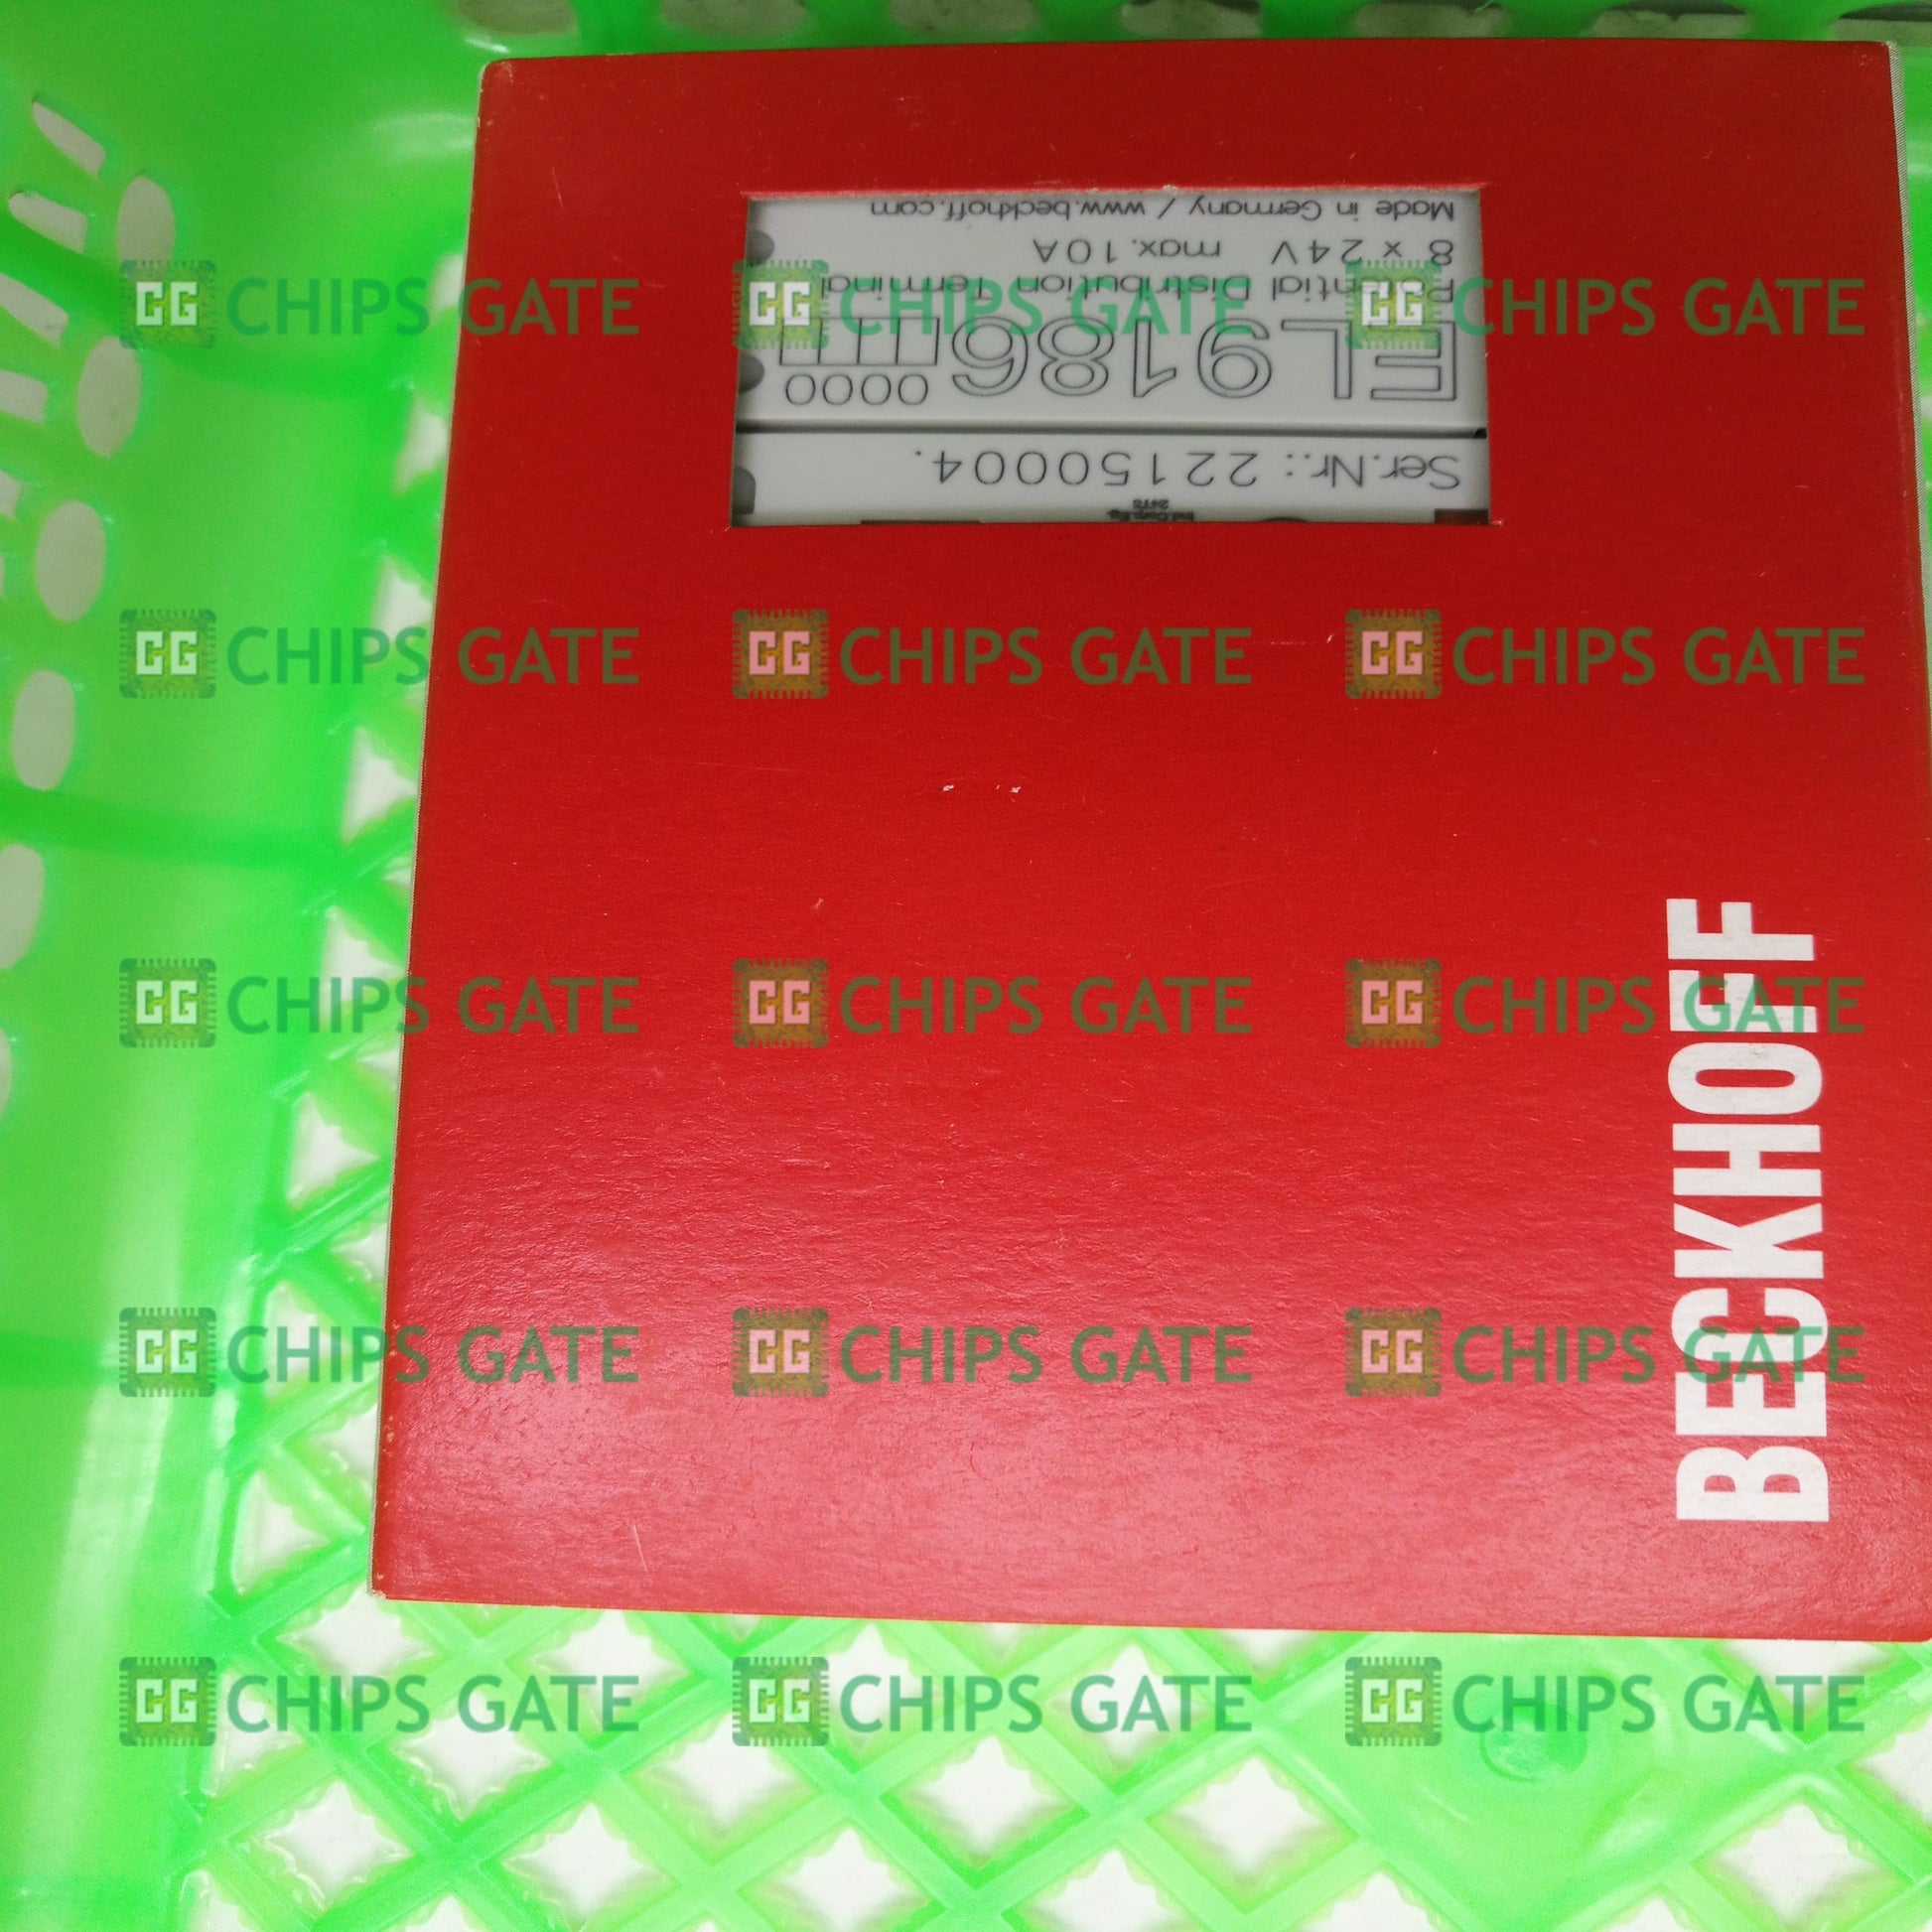 Ser.Nr.: 22150004.
EL9186 0000
Potential Distribution Terminal
8 x 24V max.10A
Made in Germany / www.beckhoff.com
BECKHOFF
CG CHIPS GATE CG CHIPS GATE CG CHIPS GATE
CG CHIPS GATE CG CHIPS GATE CG CHIPS GATE
CG CHIPS GATE CG CHIPS GATE CG CHIPS GATE
CG CHIPS GATE CG CHIPS GATE CG CHIPS GATE
CG CHIPS GATE CG CHIPS GATE CG CHIPS GATE